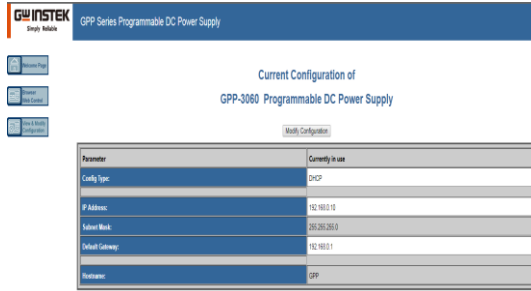 GW INSTEK
Simply Reliable
GPP Series Programmable DC Power Supply
Welcome Page
Browser
Web Control
View & Modify
Configuration
Current Configuration of
GPP-3060 Programmable DC Power Supply
Modify Configuration
Parameter Currently in use
Config Type: DHCP
IP Address: 192.168.0.10
Subnet Mask: 255.255.255.0
Default Gateway: 192.168.0.1
Hostname: GPP